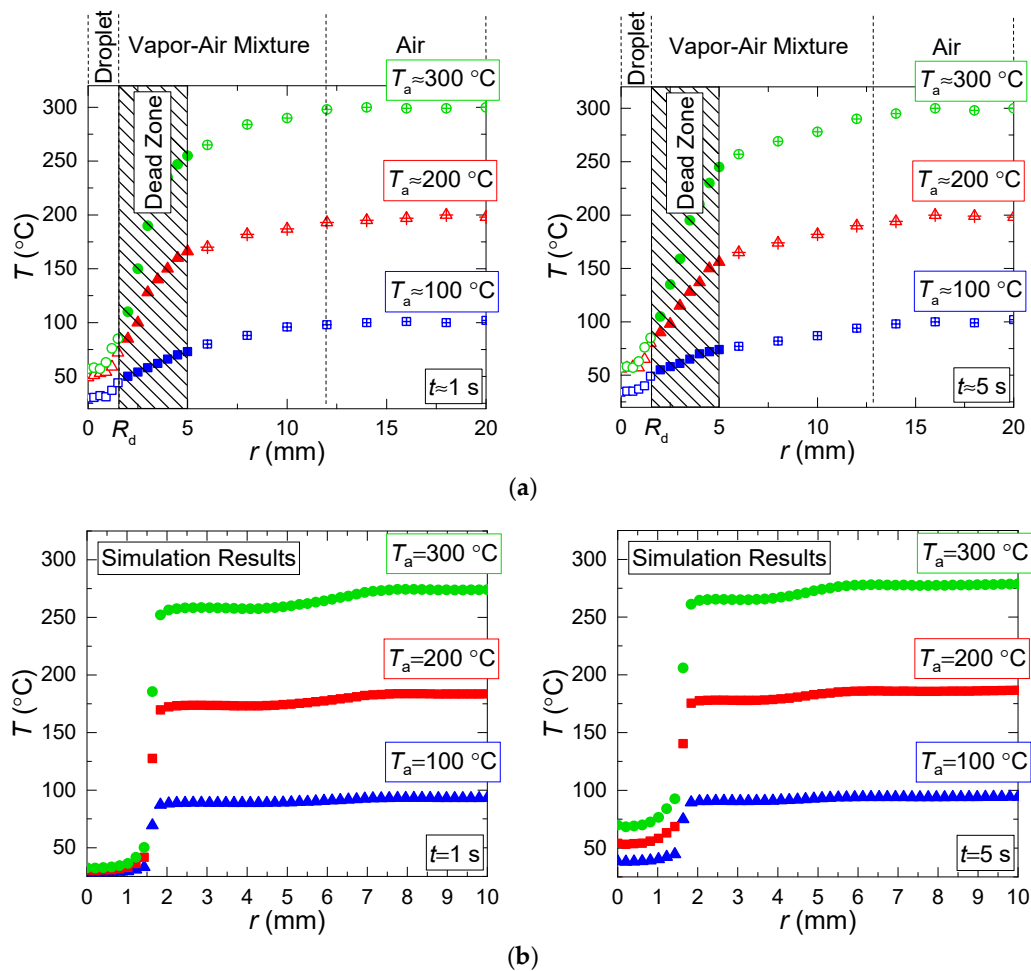 Droplet
Vapor-Air Mixture
Air
Tₐ≈300 °C
Dead Zone
Tₐ≈200 °C
Tₐ≈100 °C
t≈1 s
T (°C)
300
250
200
150
100
50
0 R_d 5 10 15 20
r (mm)
Droplet
Vapor-Air Mixture
Air
Tₐ≈300 °C
Dead Zone
Tₐ≈200 °C
Tₐ≈100 °C
t≈5 s
T (°C)
300
250
200
150
100
50
0 R_d 5 10 15 20
r (mm)
(a)
Simulation Results
Tₐ=300 °C
Tₐ=200 °C
Tₐ=100 °C
t=1 s
T (°C)
300
250
200
150
100
50
0 1 2 3 4 5 6 7 8 9 10
r (mm)
Simulation Results
Tₐ=300 °C
Tₐ=200 °C
Tₐ=100 °C
t=5 s
T (°C)
300
250
200
150
100
50
0 1 2 3 4 5 6 7 8 9 10
r (mm)
(b)